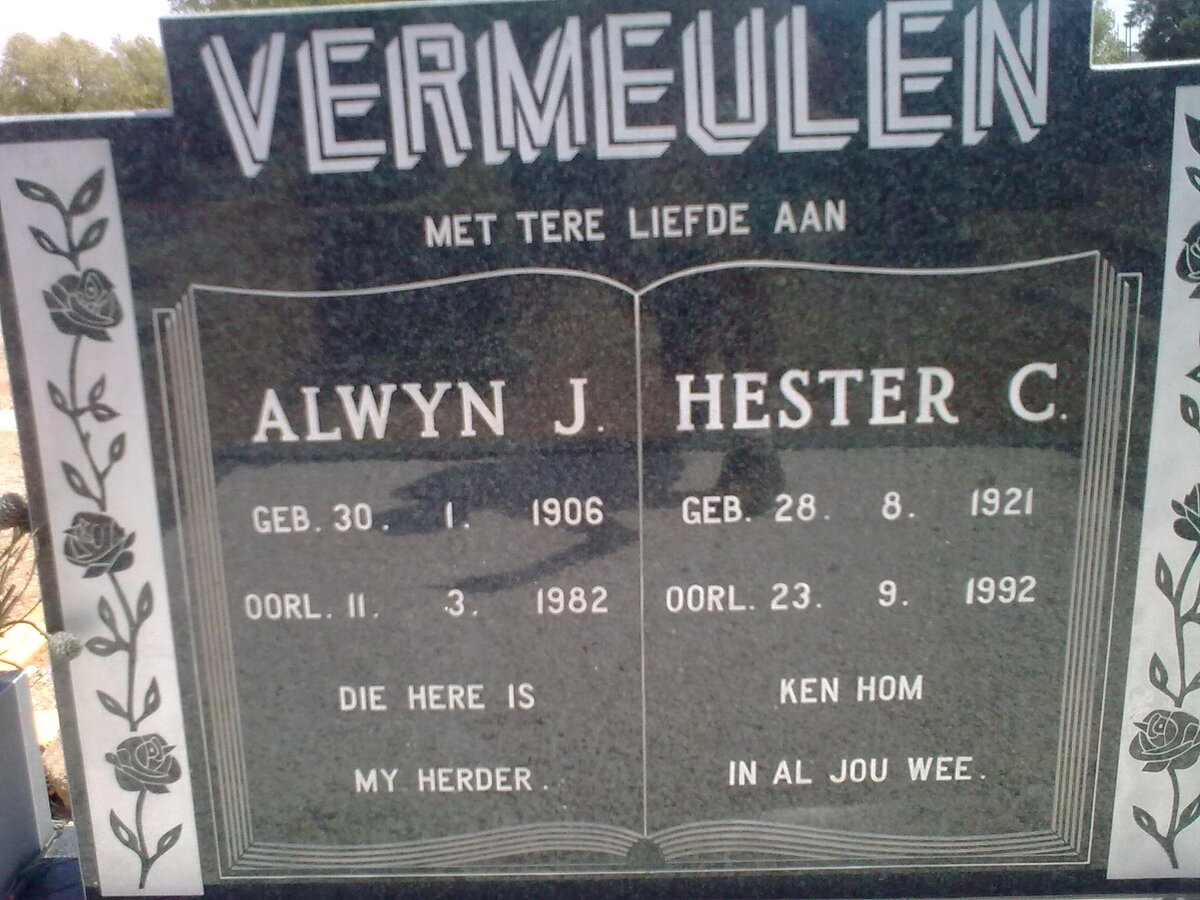 VERMEULEN
MET TERE LIEFDE AAN
ALWYN J.
GEB. 30. 1. 1906
OORL. 11. 3. 1982
DIE HERE IS
MY HERDER.
HESTER C.
GEB. 28. 8. 1921
OORL. 23. 9. 1992
KEN HOM
IN AL JOU WEE.